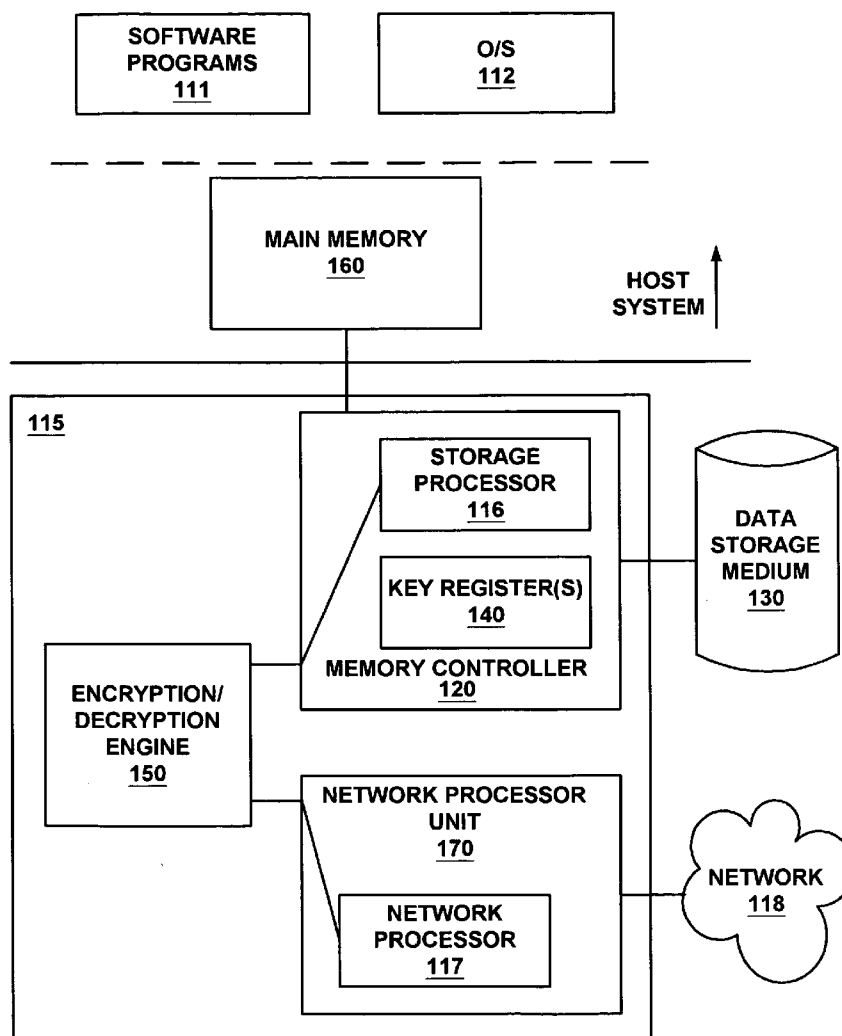 SOFTWARE
PROGRAMS
111
O/S
112
MAIN MEMORY
160
HOST
SYSTEM
115
STORAGE
PROCESSOR
116
KEY REGISTER(S)
140
MEMORY CONTROLLER
120
DATA
STORAGE
MEDIUM
130
ENCRYPTION/
DECRYPTION
ENGINE
150
NETWORK PROCESSOR
UNIT
170
NETWORK
PROCESSOR
117
NETWORK
118